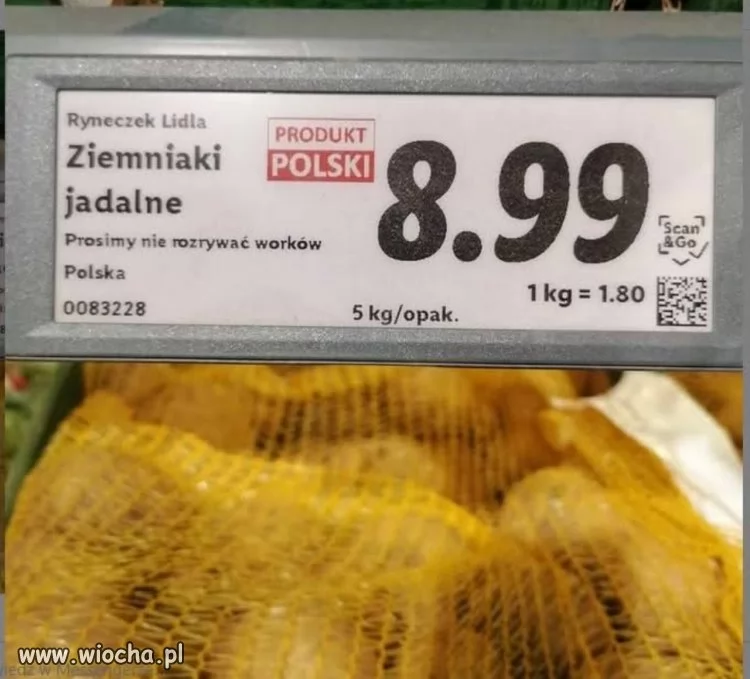 Ryneczek Lidla
Ziemniaki
jadalne
Prosimy nie rozrywać worków
Polska
0083228
PRODUKT
POLSKI
8.99
Scan
&Go
1 kg = 1.80
5 kg/opak.
www.wiocha.pl